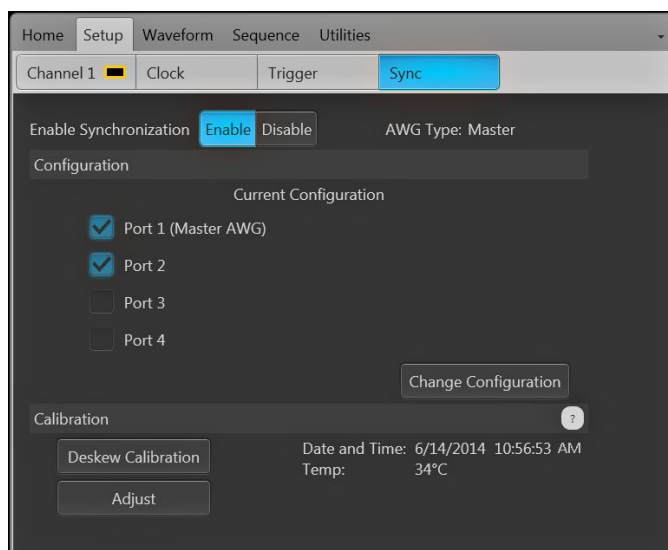 Home Setup Waveform Sequence Utilities
Channel 1 Clock Trigger Sync
Enable Synchronization Enable Disable AWG Type: Master
Configuration
Current Configuration
Port 1 (Master AWG)
Port 2
Port 3
Port 4
Change Configuration
Calibration ?
Deskew Calibration Date and Time: 6/14/2014 10:56:53 AM
Temp: 34°C
Adjust